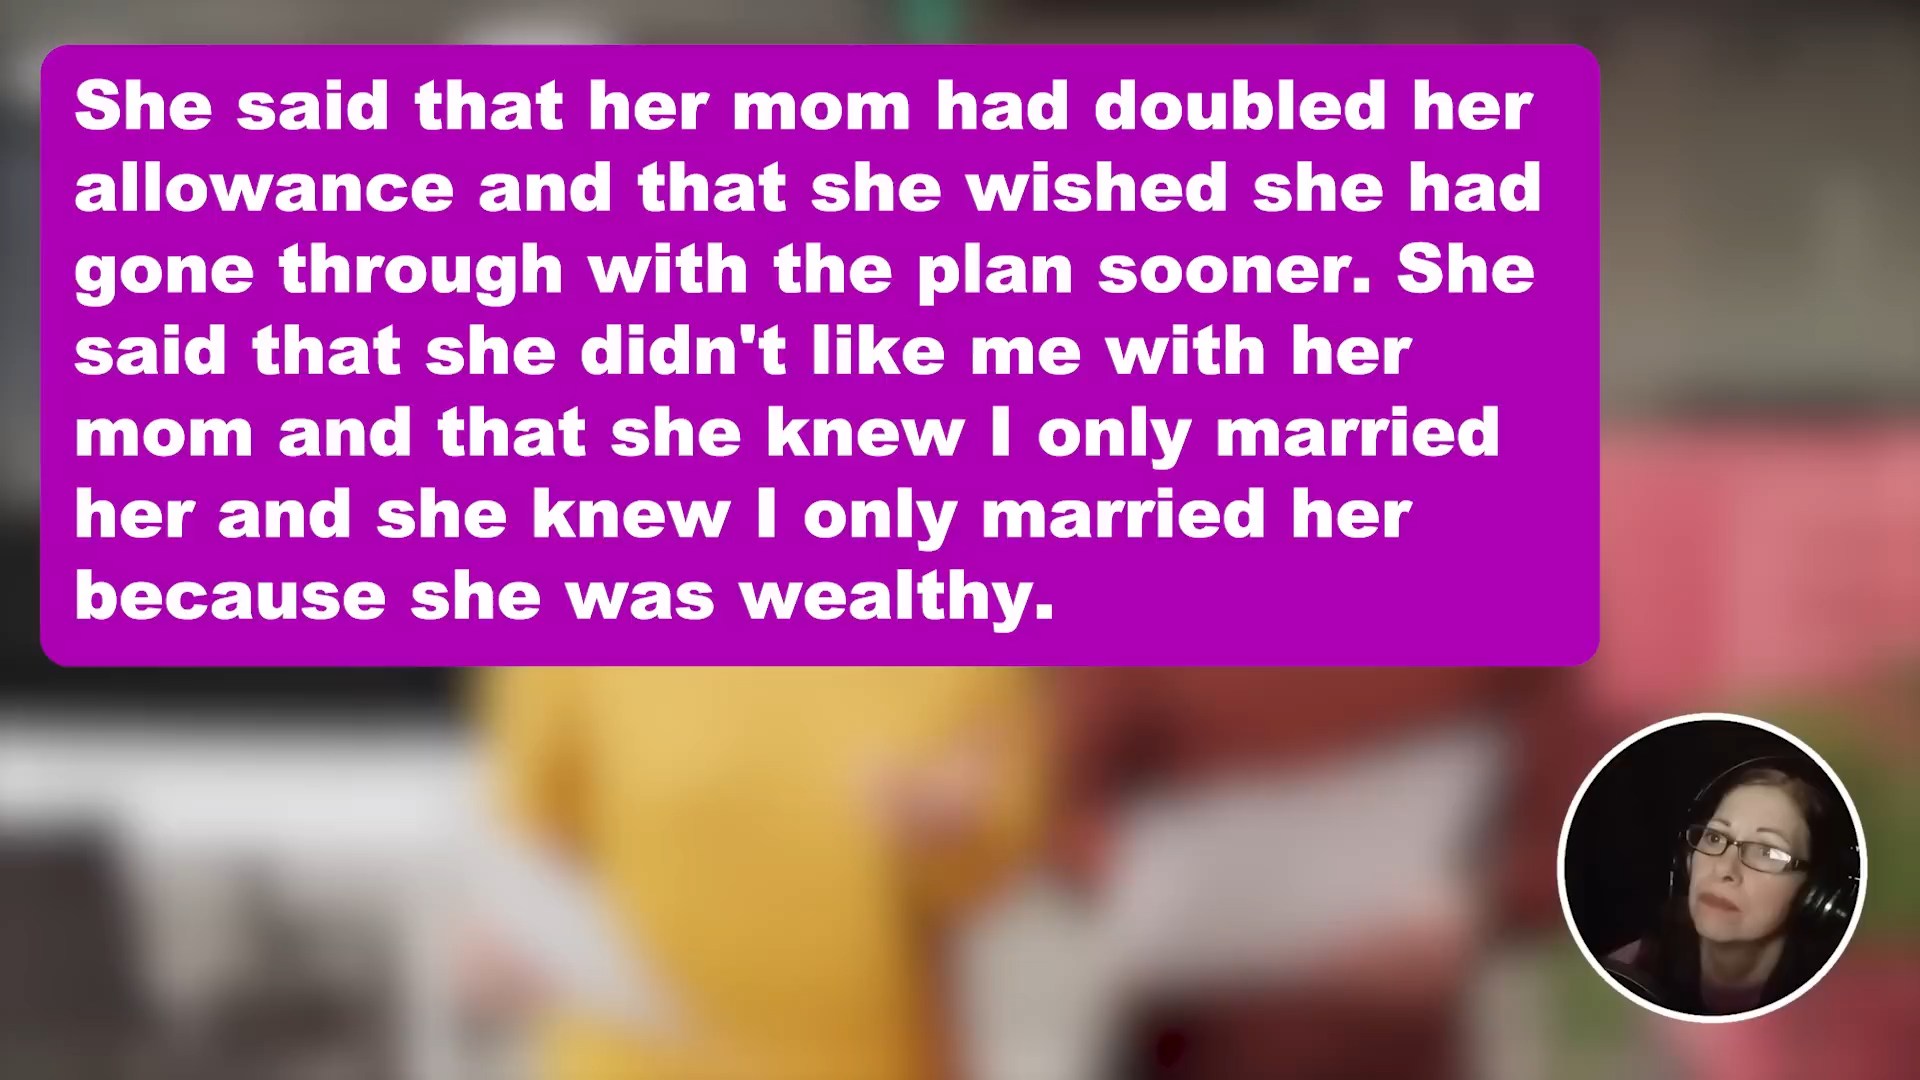 She said that her mom had doubled her
allowance and that she wished she had
gone through with the plan sooner. She
said that she didn't like me with her
mom and that she knew I only married
her and she knew I only married her
because she was wealthy.